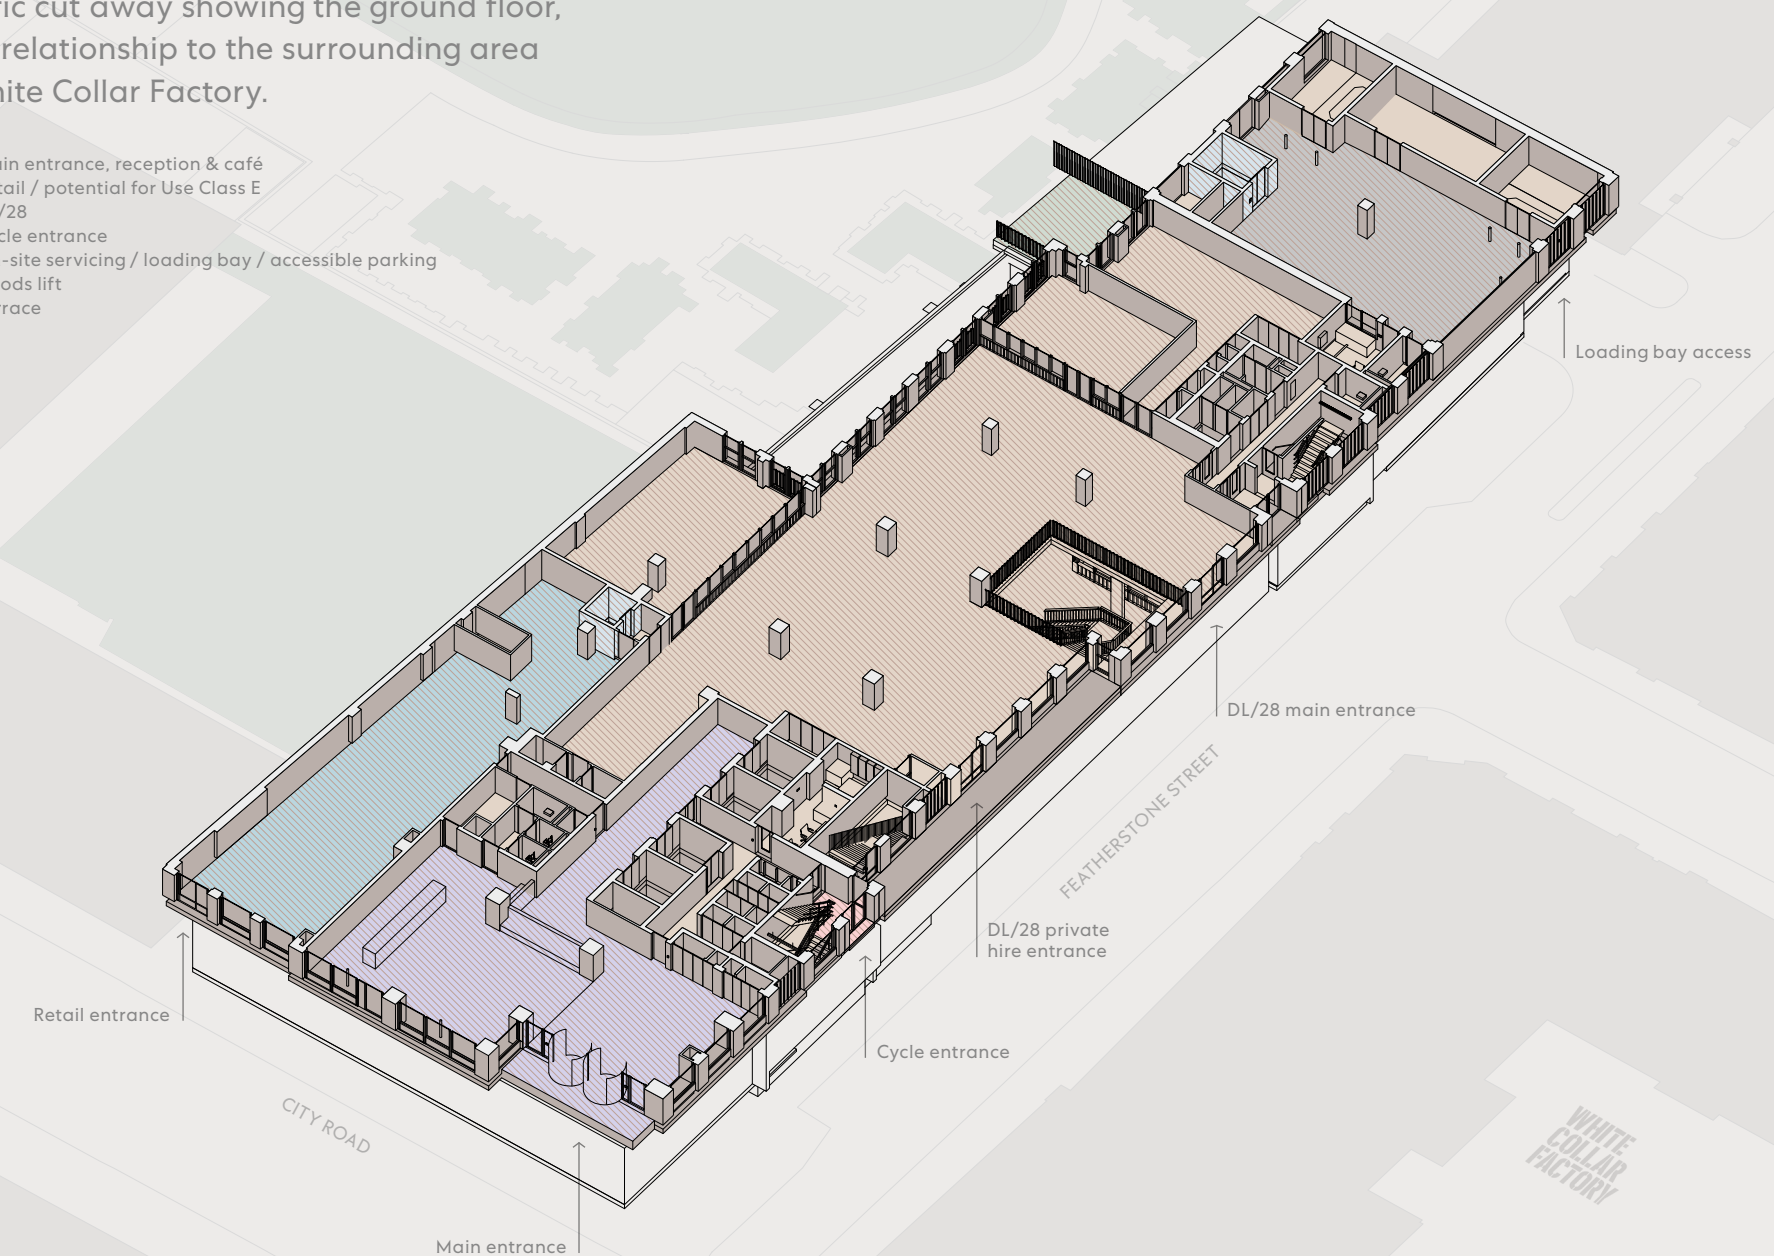 ric cut away showing the ground floor,
relationship to the surrounding area
ite Collar Factory.
in entrance, reception & café
tail / potential for Use Class E
/28
cle entrance
-site servicing / loading bay / accessible parking
ods lift
rrace
Loading bay access
DL/28 main entrance
FEATHERSTONE STREET
DL/28 private
hire entrance
Retail entrance
Cycle entrance
CITY ROAD
WHITE
COLLAR
FACTORY
Main entrance